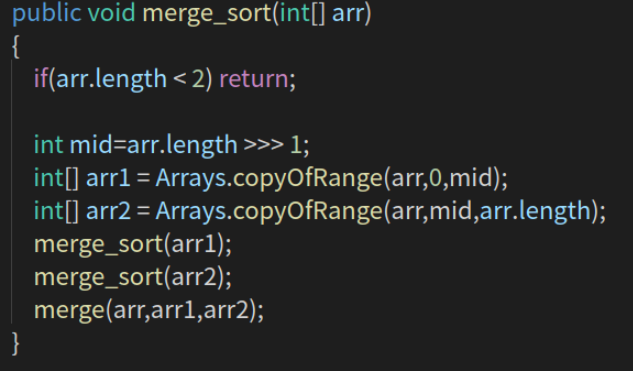 public void merge_sort(int[] arr)
{
if(arr.length < 2) return;
int mid=arr.length >>> 1;
int[] arr1 = Arrays.copyOfRange(arr,0,mid);
int[] arr2 = Arrays.copyOfRange(arr,mid,arr.length);
merge_sort(arr1);
merge_sort(arr2);
merge(arr,arr1,arr2);
}